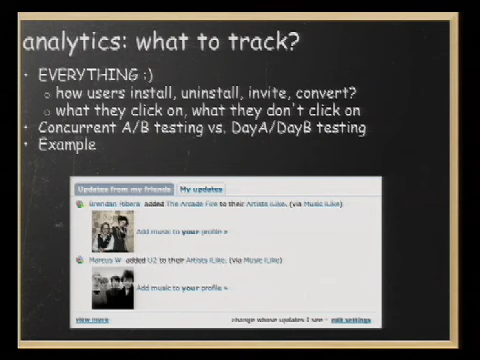 analytics: what to track?
EVERYTHING :)
how users install, uninstall, invite, convert?
what they click on, what they don't click on
Concurrent A/B testing vs. DayA/DayB testing
Example
Updates from my friends My updates
Brendan Ribera added The Arcade Fire to their Artists iLike. (via Music iLike)
Add music to your profile »
Marcus W added U2 to their Artists iLike. (via Music iLike)
Add music to your profile »
view more change whose updates I see - edit settings